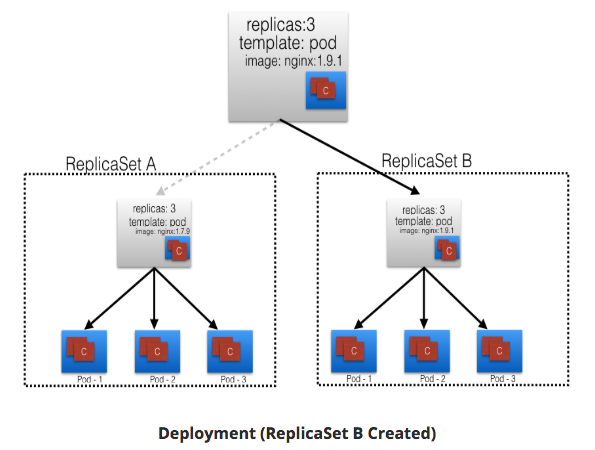 replicas:3
template: pod
image: nginx:1.9.1
C
ReplicaSet A
ReplicaSet B
replicas: 3
template: pod
image: nginx:1.7.9
C
replicas: 3
template: pod
image: nginx:1.9.1
C
C
C
C
C
C
C
Pod - 1
Pod - 2
Pod - 3
Pod - 1
Pod - 2
Pod - 3
Deployment (ReplicaSet B Created)